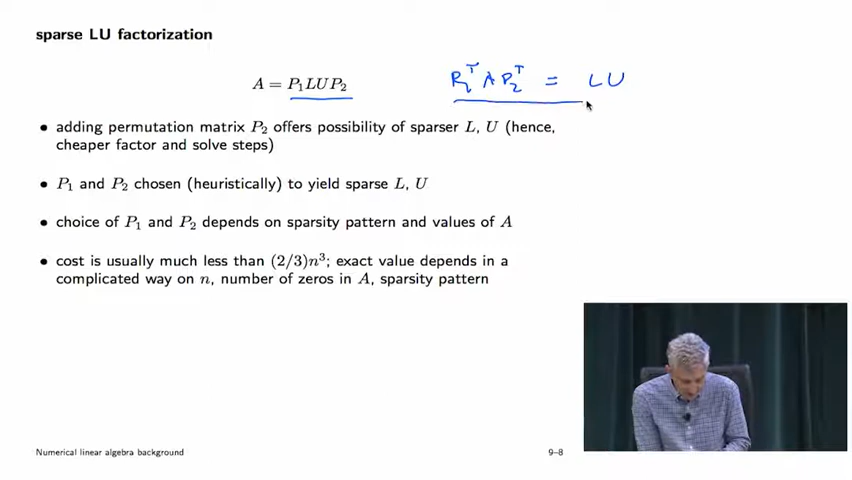 sparse LU factorization
A = P₁LUP₂
P₁ᵀ A P₂ᵀ = LU
• adding permutation matrix P₂ offers possibility of sparser L, U (hence,
cheaper factor and solve steps)
• P₁ and P₂ chosen (heuristically) to yield sparse L, U
• choice of P₁ and P₂ depends on sparsity pattern and values of A
• cost is usually much less than (2/3)n³; exact value depends in a
complicated way on n, number of zeros in A, sparsity pattern
Numerical linear algebra background
9–8